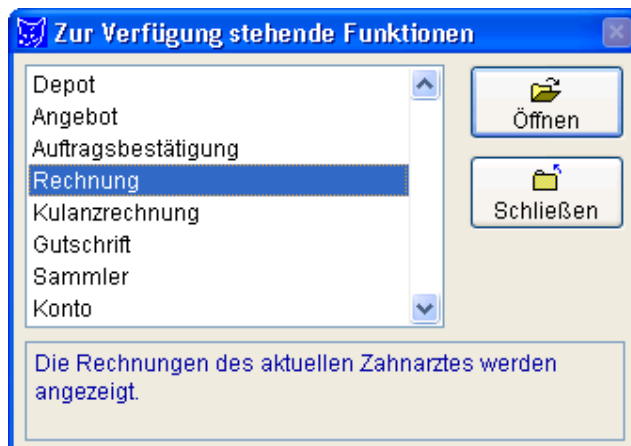 Zur Verfügung stehende Funktionen
Depot
Angebot
Auftragsbestätigung
Rechnung
Kulanzrechnung
Gutschrift
Sammler
Konto
Öffnen
Schließen
Die Rechnungen des aktuellen Zahnarztes werden
angezeigt.